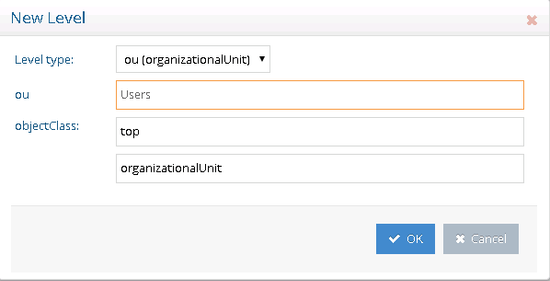 New Level
Level type: ou (organizationalUnit)
ou Users
objectClass: top
organizationalUnit
OK Cancel